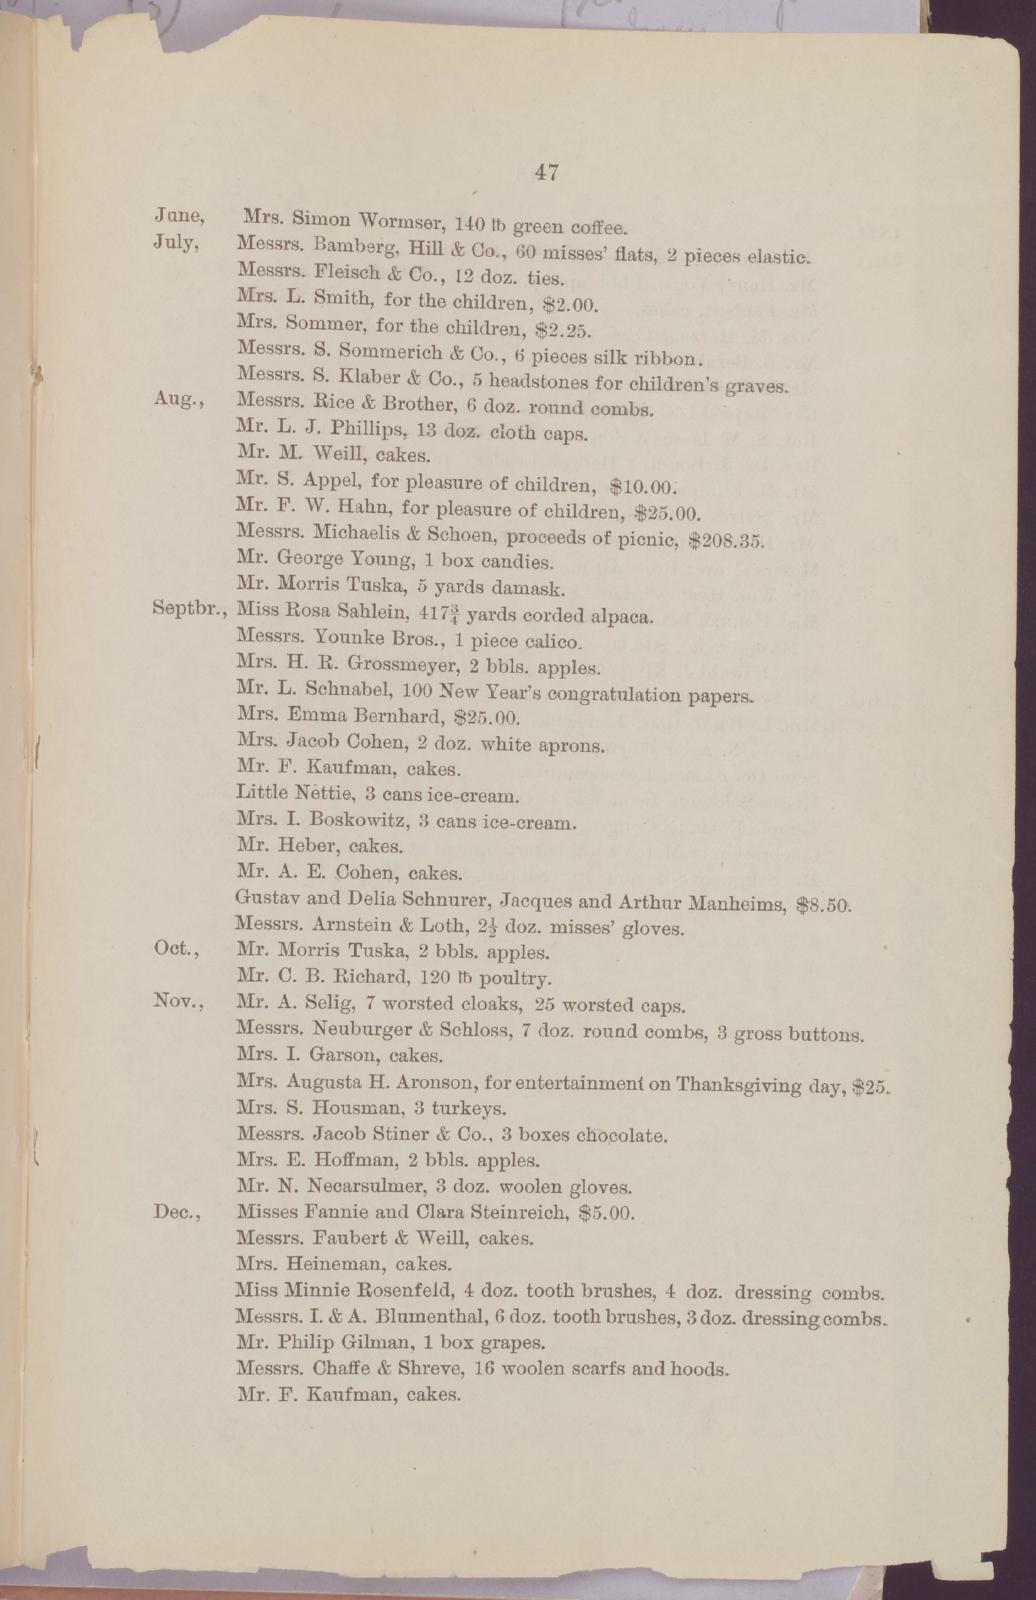 47
June, Mrs. Simon Wormser, 140 ℔ green coffee.
July, Messrs. Bamberg, Hill & Co., 60 misses' flats, 2 pieces elastic.
Messrs. Fleisch & Co., 12 doz. ties.
Mrs. L. Smith, for the children, $2.00.
Mrs. Sommer, for the children, $2.25.
Messrs. S. Sommerich & Co., 6 pieces silk ribbon.
Messrs. S. Klaber & Co., 5 headstones for children's graves.
Aug., Messrs. Rice & Brother, 6 doz. round combs.
Mr. L. J. Phillips, 13 doz. cloth caps.
Mr. M. Weill, cakes.
Mr. S. Appel, for pleasure of children, $10.00.
Mr. F. W. Hahn, for pleasure of children, $25.00.
Messrs. Michaelis & Schoen, proceeds of picnic, $208.35.
Mr. George Young, 1 box candies.
Mr. Morris Tuska, 5 yards damask.
Septbr., Miss Rosa Sahlein, 417¾ yards corded alpaca.
Messrs. Younke Bros., 1 piece calico.
Mrs. H. R. Grossmeyer, 2 bbls. apples.
Mr. L. Schnabel, 100 New Year's congratulation papers.
Mrs. Emma Bernhard, $25.00.
Mrs. Jacob Cohen, 2 doz. white aprons.
Mr. F. Kaufman, cakes.
Little Nettie, 3 cans ice-cream.
Mrs. I. Boskowitz, 3 cans ice-cream.
Mr. Heber, cakes.
Mr. A. E. Cohen, cakes.
Gustav and Delia Schnurer, Jacques and Arthur Manheims, $8.50.
Messrs. Arnstein & Loth, 2½ doz. misses' gloves.
Oct., Mr. Morris Tuska, 2 bbls. apples.
Mr. C. B. Richard, 120 ℔ poultry.
Nov., Mr. A. Selig, 7 worsted cloaks, 25 worsted caps.
Messrs. Neuburger & Schloss, 7 doz. round combs, 3 gross buttons.
Mrs. I. Garson, cakes.
Mrs. Augusta H. Aronson, for entertainment on Thanksgiving day, $25.
Mrs. S. Housman, 3 turkeys.
Messrs. Jacob Stiner & Co., 3 boxes chocolate.
Mrs. E. Hoffman, 2 bbls. apples.
Mr. N. Necarsulmer, 3 doz. woolen gloves.
Dec., Misses Fannie and Clara Steinreich, $5.00.
Messrs. Faubert & Weill, cakes.
Mrs. Heineman, cakes.
Miss Minnie Rosenfeld, 4 doz. tooth brushes, 4 doz. dressing combs.
Messrs. I. & A. Blumenthal, 6 doz. tooth brushes, 3 doz. dressing combs.
Mr. Philip Gilman, 1 box grapes.
Messrs. Chaffe & Shreve, 16 woolen scarfs and hoods.
Mr. F. Kaufman, cakes.